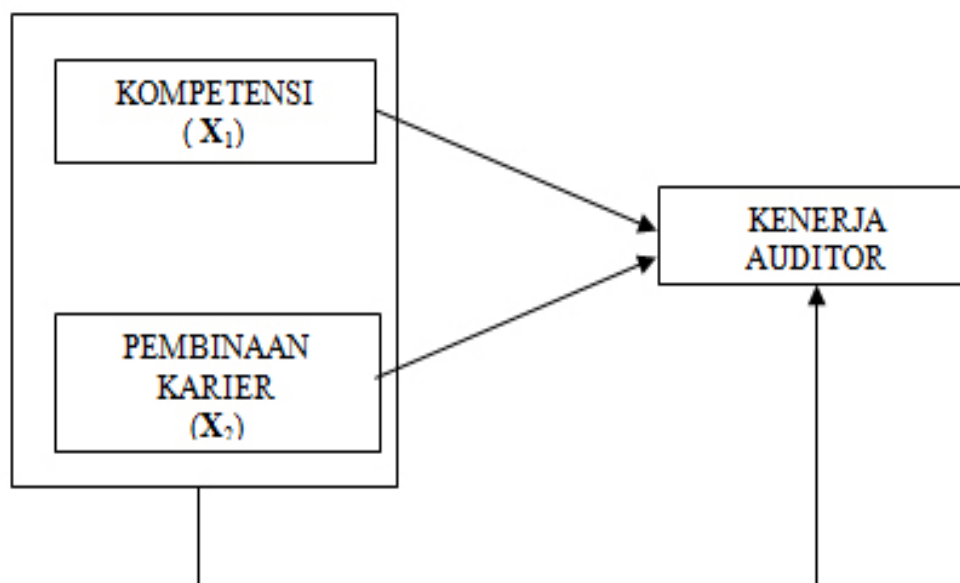 KOMPETENSI
( X₁)
KENERJA
AUDITOR
PEMBINAAN
KARIER
(X₂)